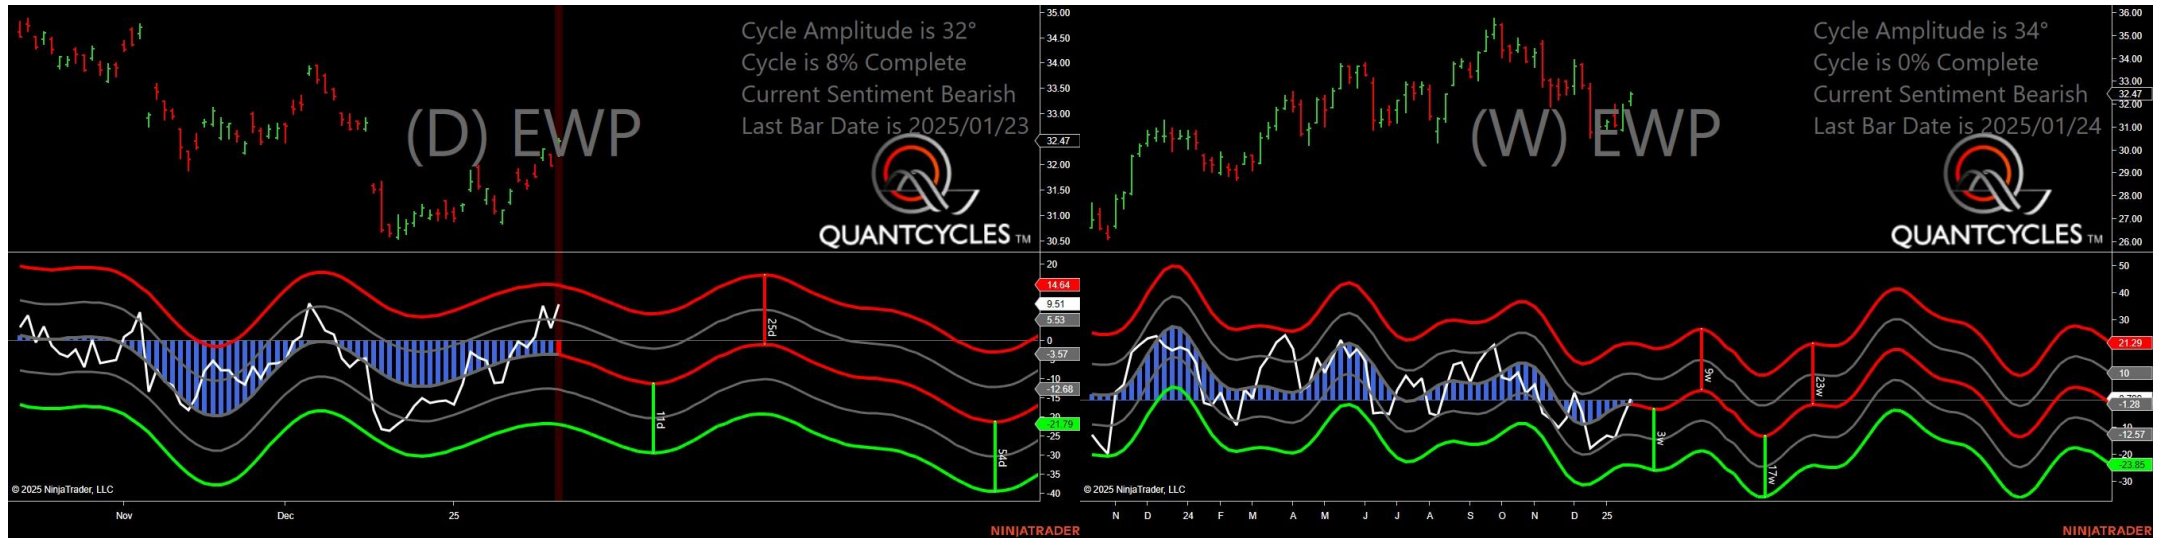 Cycle Amplitude is 32°
Cycle is 8% Complete
Current Sentiment Bearish
Last Bar Date is 2025/01/23
(D) EWP
QUANTCYCLES TM
35.00
34.50
34.00
33.50
33.00
32.47
32.00
31.50
31.00
30.50
20
14.64
9.51
5.53
0
-3.57
-10
-12.68
-15
-20
-21.79
-25
-30
-35
-40
25d
11d
54d
© 2025 NinjaTrader, LLC
Nov
Dec
25
NINJATRADER
Cycle Amplitude is 34°
Cycle is 0% Complete
Current Sentiment Bearish
Last Bar Date is 2025/01/24
(W) EWP
QUANTCYCLES TM
36.00
35.00
34.00
33.00
32.47
32.00
31.00
30.00
29.00
28.00
27.00
26.00
50
40
30
21.29
10
-1.28
-12.57
-20
-23.85
-30
9w
23w
3w
17w
© 2025 NinjaTrader, LLC
N D 24 F M A M J J A S O N D 25
NINJATRADER